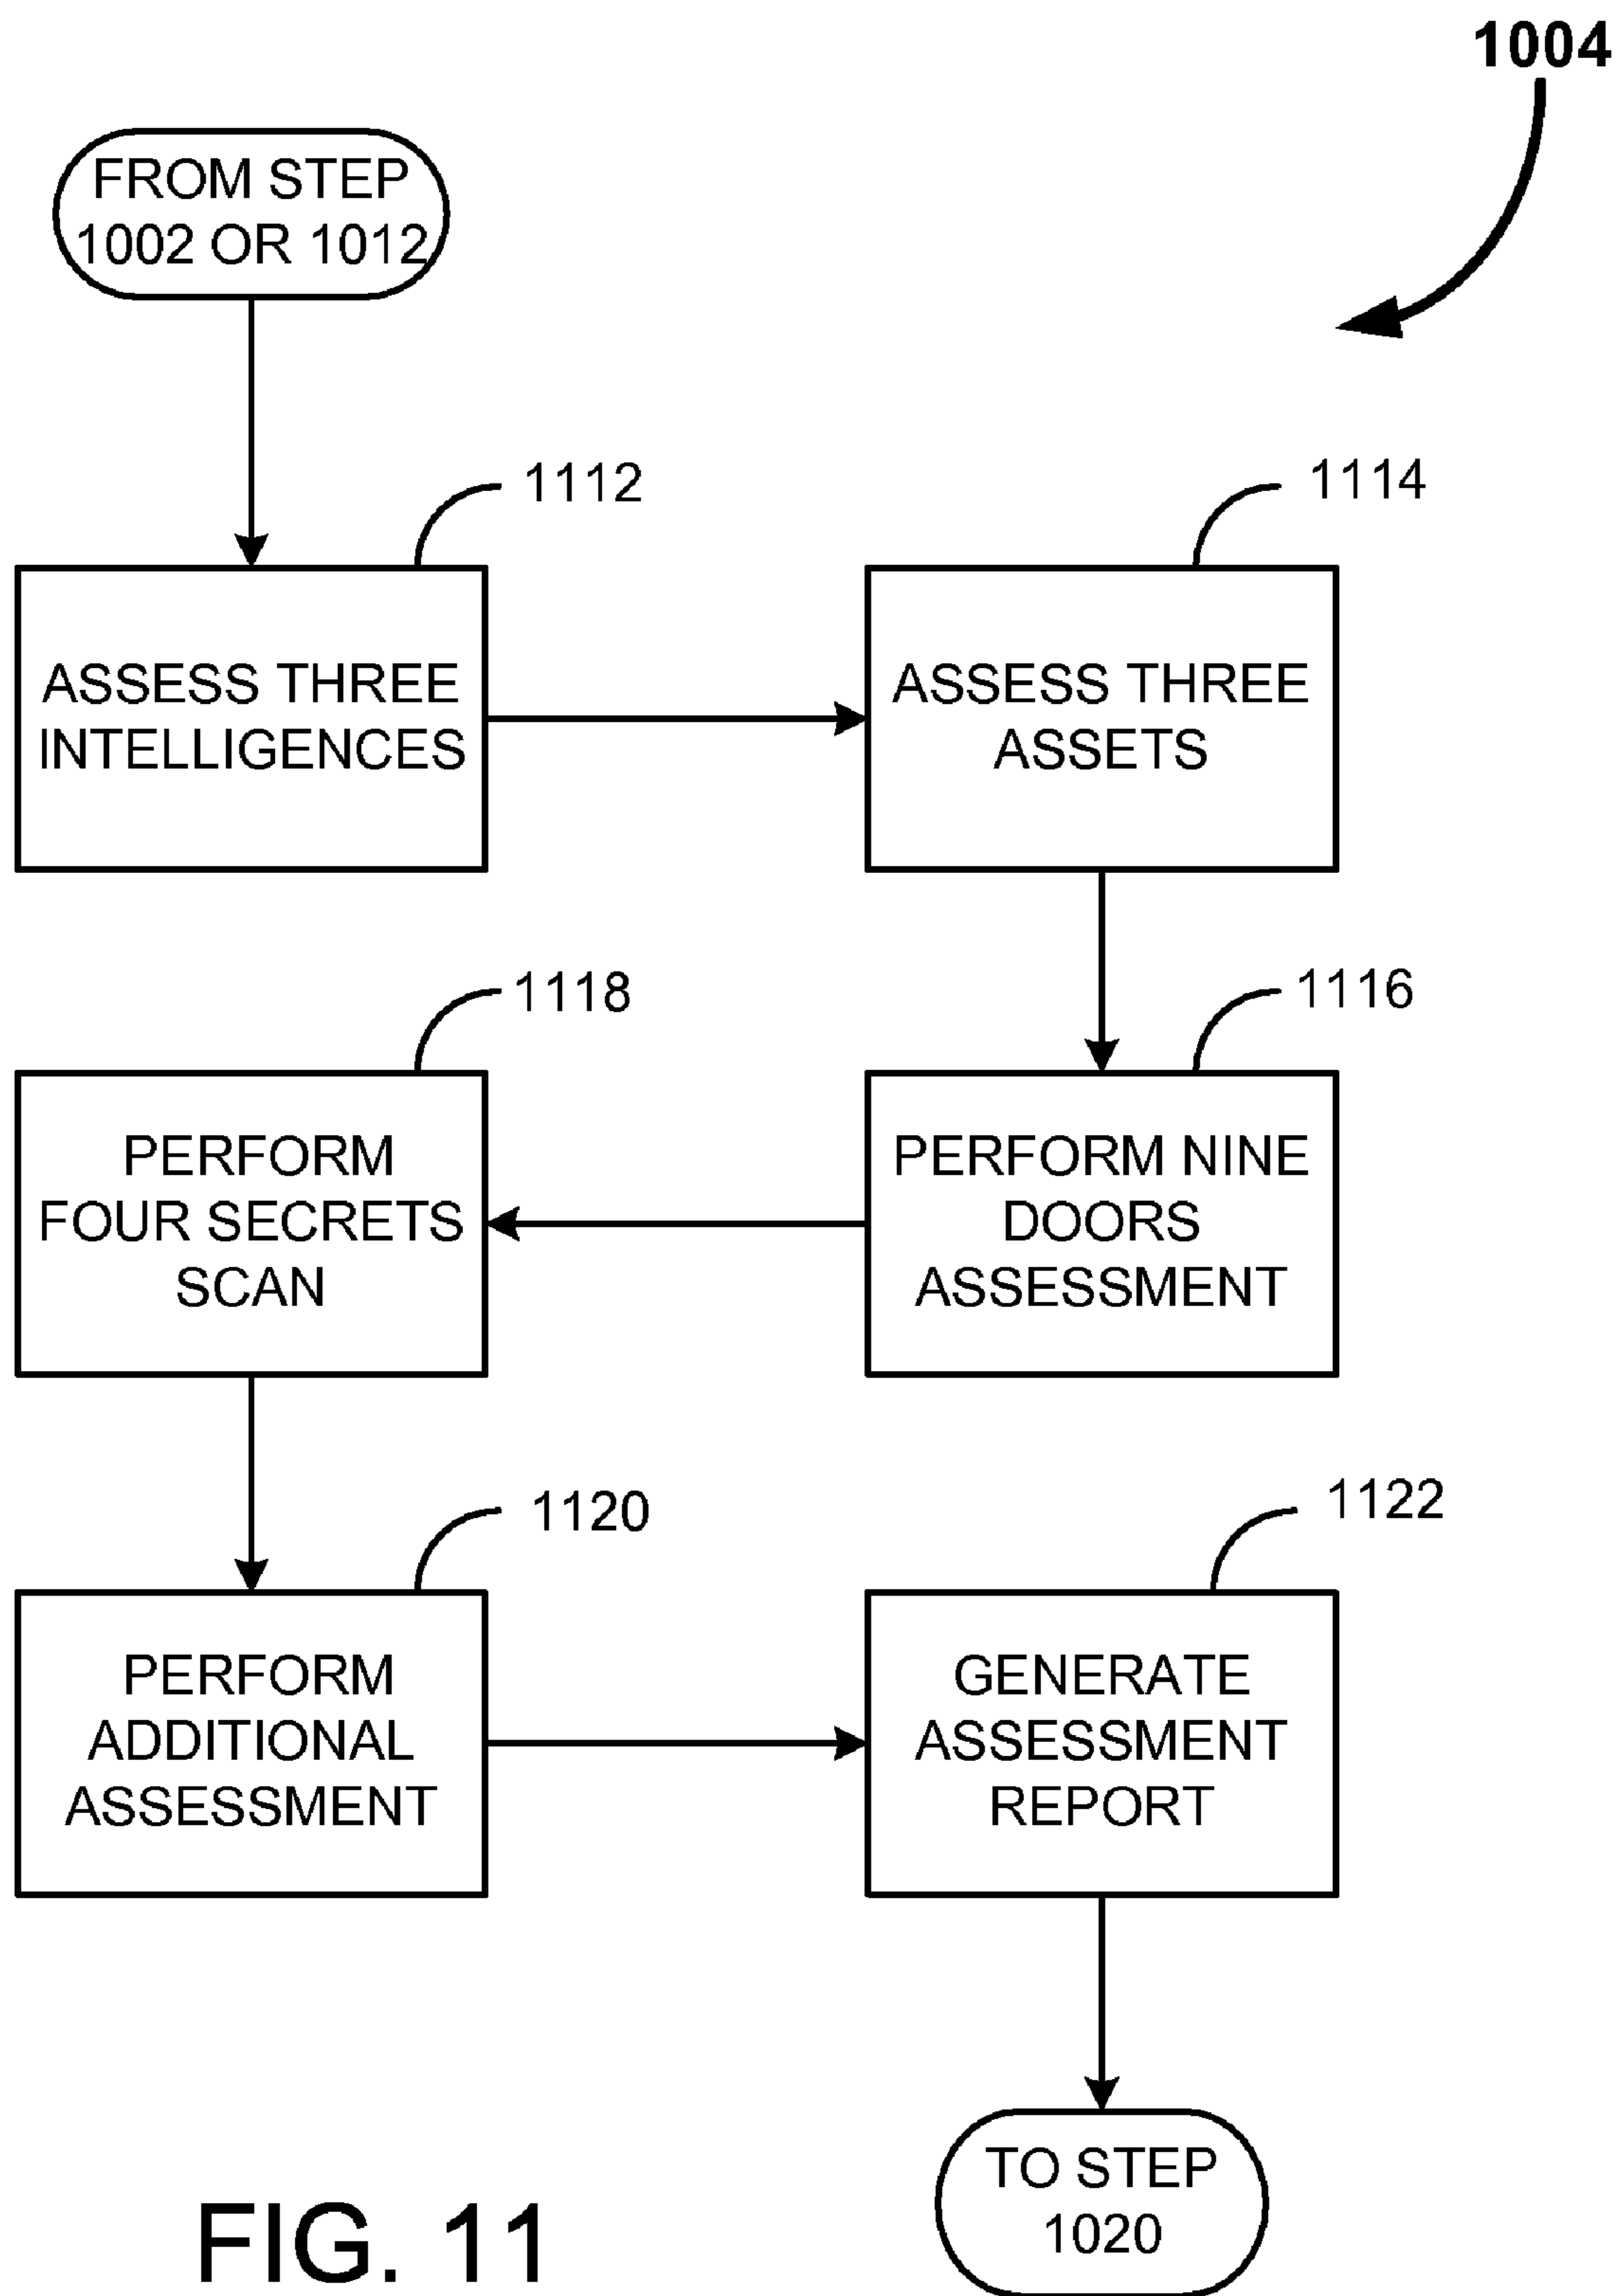 1004
FROM STEP
1002 OR 1012
1112
ASSESS THREE
INTELLIGENCES
1114
ASSESS THREE
ASSETS
1116
PERFORM NINE
DOORS
ASSESSMENT
1118
PERFORM
FOUR SECRETS
SCAN
1120
PERFORM
ADDITIONAL
ASSESSMENT
1122
GENERATE
ASSESSMENT
REPORT
TO STEP
1020
FIG. 11